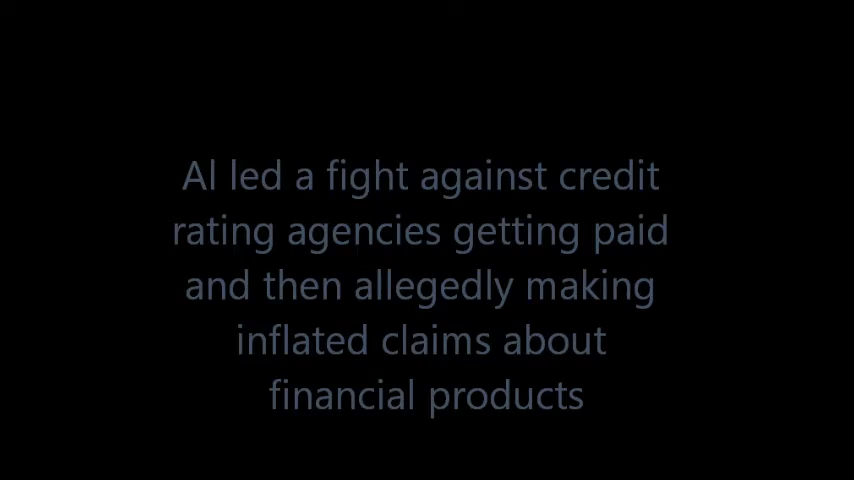 Al led a fight against credit
rating agencies getting paid
and then allegedly making
inflated claims about
financial products